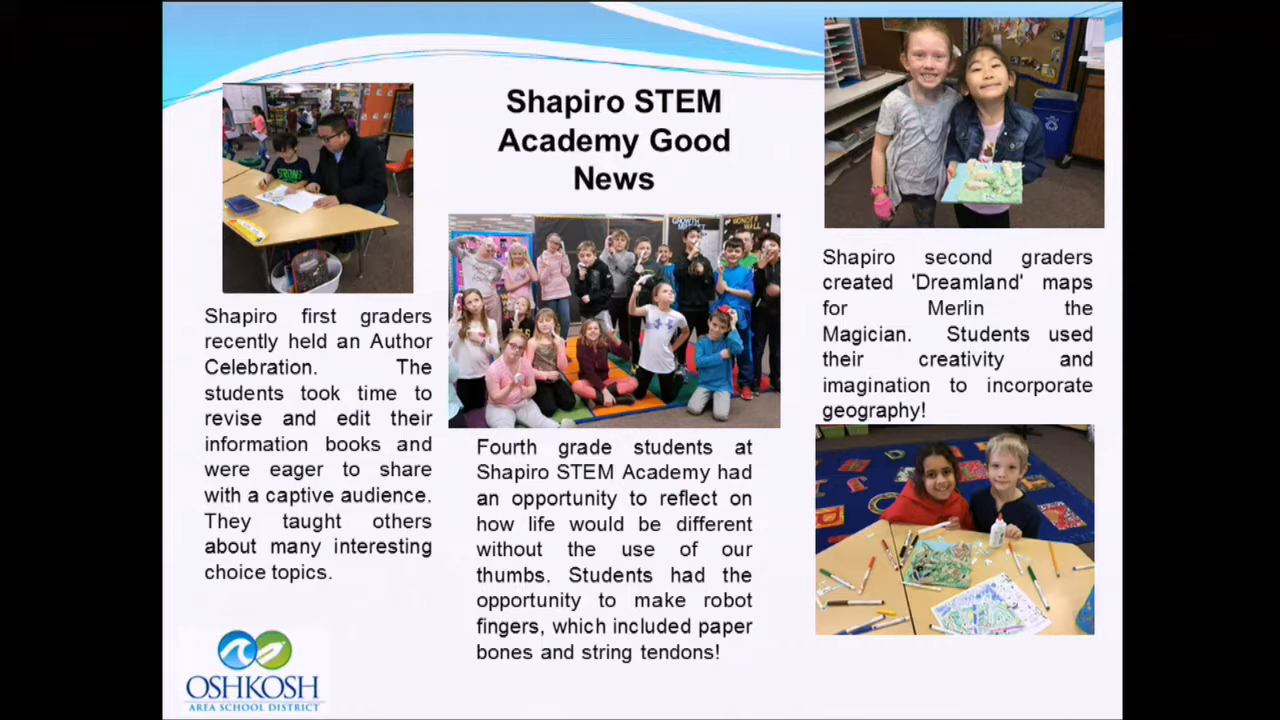 Shapiro STEM
Academy Good
News
Shapiro first graders
recently held an Author
Celebration. The
students took time to
revise and edit their
information books and
were eager to share
with a captive audience.
They taught others
about many interesting
choice topics.
GROWTH
WONDER
WALL
Fourth grade students at
Shapiro STEM Academy had
an opportunity to reflect on
how life would be different
without the use of our
thumbs. Students had the
opportunity to make robot
fingers, which included paper
bones and string tendons!
Shapiro second graders
created 'Dreamland' maps
for Merlin the
Magician. Students used
their creativity and
imagination to incorporate
geography!
OSHKOSH
AREA SCHOOL DISTRICT